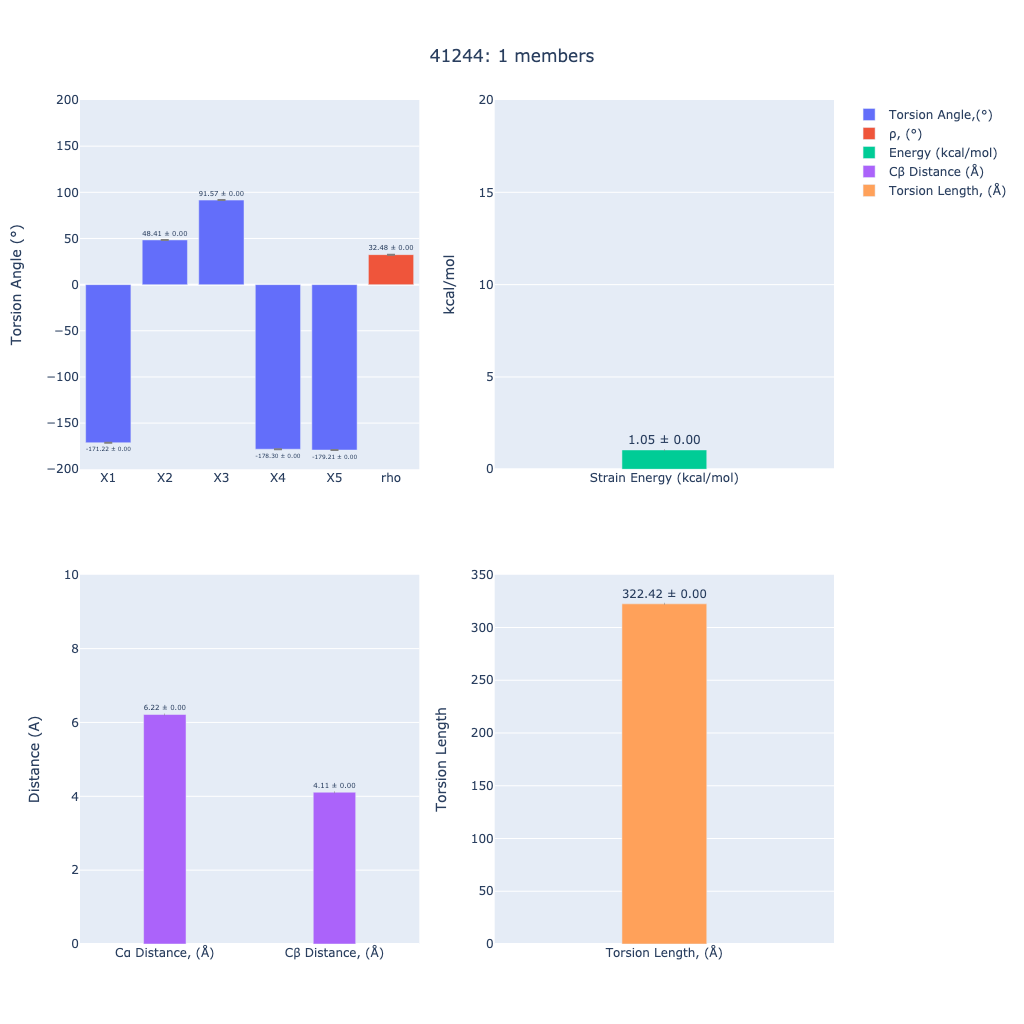 41244: 1 members
200
150
100
50
0
−50
−100
−150
−200
Torsion Angle (°)
-171.22 ± 0.00
48.41 ± 0.00
91.57 ± 0.00
-178.30 ± 0.00
-179.21 ± 0.00
32.48 ± 0.00
X1
X2
X3
X4
X5
rho
20
15
10
5
0
kcal/mol
1.05 ± 0.00
Strain Energy (kcal/mol)
Torsion Angle,(°)
ρ, (°)
Energy (kcal/mol)
Cβ Distance (Å)
Torsion Length, (Å)
10
8
6
4
2
0
Distance (A)
6.22 ± 0.00
4.11 ± 0.00
Cα Distance, (Å)
Cβ Distance, (Å)
350
300
250
200
150
100
50
0
Torsion Length
322.42 ± 0.00
Torsion Length, (Å)